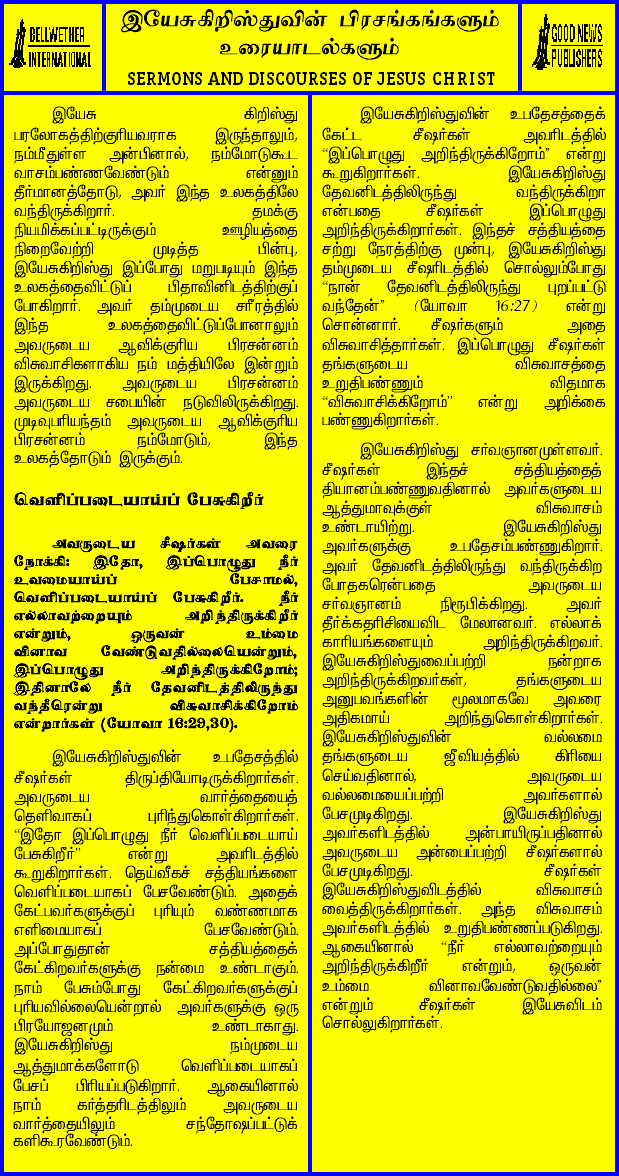 BELLWETHER
INTERNATIONAL
இயேசுகிறிஸ்துவின் பிரசங்கங்களும்
உரையாடல்களும்
SERMONS AND DISCOURSES OF JESUS CHRIST
GOOD NEWS
PUBLISHERS
இயேசு கிறிஸ்து
பரலோகத்திற்குரியவராக இருந்தாலும்,
நம்மீதுள்ள அன்பினால், நம்மோடுகூட
வாசம்பண்ணவேண்டும் என்னும்
தீர்மானத்தோடு, அவர் இந்த உலகத்திலே
வந்திருக்கிறார். தமக்கு
நியமிக்கப்பட்டிருக்கும் ஊழியத்தை
நிறைவேற்றி முடித்த பின்பு,
இயேசுகிறிஸ்து இப்போது மறுபடியும் இந்த
உலகத்தைவிட்டுப் பிதாவினிடத்திற்குப்
போகிறார். அவர் தம்முடைய சரீரத்தில்
இந்த உலகத்தைவிட்டுப்போனாலும்
அவருடைய ஆவிக்குரிய பிரசன்னம்
விசுவாசிகளாகிய நம் மத்தியிலே இன்றும்
இருக்கிறது. அவருடைய பிரசன்னம்
அவருடைய சபையின் நடுவிலிருக்கிறது.
முடிவுபரியந்தம் அவருடைய ஆவிக்குரிய
பிரசன்னம் நம்மோடும், இந்த
உலகத்தோடும் இருக்கும்.
வெளிப்படையாய்ப் பேசுகிறீர்
அவருடைய சீஷர்கள் அவரை
நோக்கி: இதோ, இப்பொழுது நீர்
உவமையாய்ப் பேசாமல்,
வெளிப்படையாய்ப் பேசுகிறீர். நீர்
எல்லாவற்றையும் அறிந்திருக்கிறீர்
என்றும், ஒருவன் உம்மை
வினாவ வேண்டுவதில்லையென்றும்,
இப்பொழுது அறிந்திருக்கிறோம்;
இதினாலே நீர் தேவனிடத்திலிருந்து
வந்தீரென்று விசுவாசிக்கிறோம்
என்றார்கள் (யோவா 16:29,30).
இயேசுகிறிஸ்துவின் உபதேசத்தில்
சீஷர்கள் திருப்தியோடிருக்கிறார்கள்.
அவருடைய வார்த்தையைத்
தெளிவாகப் புரிந்துகொள்கிறார்கள்.
“இதோ இப்பொழுது நீர் வெளிப்படையாய்
பேசுகிறீர்” என்று அவரிடத்தில்
கூறுகிறார்கள். தெய்வீகச் சத்தியங்களை
வெளிப்படையாகப் பேசவேண்டும். அதைக்
கேட்பவர்களுக்குப் புரியும் வண்ணமாக
எளிமையாகப் பேசவேண்டும்.
அப்போதுதான் சத்தியத்தைக்
கேட்கிறவர்களுக்கு நன்மை உண்டாகும்.
நாம் பேசும்போது கேட்கிறவர்களுக்குப்
புரியவில்லையென்றால் அவர்களுக்கு ஒரு
பிரயோஜனமும் உண்டாகாது.
இயேசுகிறிஸ்து நம்முடைய
ஆத்துமாக்களோடு வெளிப்படையாகப்
பேசப் பிரியப்படுகிறார். ஆகையினால்
நாம் கர்த்தரிடத்திலும் அவருடைய
வார்த்தையிலும் சந்தோஷப்பட்டுக்
களிகூரவேண்டும்.
இயேசுகிறிஸ்துவின் உபதேசத்தைக்
கேட்ட சீஷர்கள் அவரிடத்தில்
“இப்பொழுது அறிந்திருக்கிறோம்” என்று
கூறுகிறார்கள். இயேசுகிறிஸ்து
தேவனிடத்திலிருந்து வந்திருக்கிறா
என்பதை சீஷர்கள் இப்பொழுது
அறிந்திருக்கிறார்கள். இந்தச் சத்தியத்தை
சற்று நேரத்திற்கு முன்பு, இயேசுகிறிஸ்து
தம்முடைய சீஷரிடத்தில் சொல்லும்போது
“நான் தேவனிடத்திலிருந்து புறப்பட்டு
வந்தேன்” (யோவா 16:27) என்று
சொன்னார். சீஷர்களும் அதை
விசுவாசித்தார்கள். இப்பொழுது சீஷர்கள்
தங்களுடைய விசுவாசத்தை
உறுதிபண்ணும் விதமாக
“விசுவாசிக்கிறோம்” என்று அறிக்கை
பண்ணுகிறார்கள்.
இயேசுகிறிஸ்து சர்வஞானமுள்ளவர்.
சீஷர்கள் இந்தச் சத்தியத்தைத்
தியானம்பண்ணுவதினால் அவர்களுடைய
ஆத்துமாவுக்குள் விசுவாசம்
உண்டாயிற்று. இயேசுகிறிஸ்து
அவர்களுக்கு உபதேசம்பண்ணுகிறார்.
அவர் தேவனிடத்திலிருந்து வந்திருக்கிற
போதகரென்பதை அவருடைய
சர்வஞானம் நிரூபிக்கிறது. அவர்
தீர்க்கதரிசியைவிட மேலானவர். எல்லாக்
காரியங்களையும் அறிந்திருக்கிறவர்.
இயேசுகிறிஸ்துவைப்பற்றி நன்றாக
அறிந்திருக்கிறவர்கள், தங்களுடைய
அனுபவங்களின் மூலமாகவே அவரை
அதிகமாய் அறிந்துகொள்கிறார்கள்.
இயேசுகிறிஸ்துவின் வல்லமை
தங்களுடைய ஜீவியத்தில் கிரியை
செய்வதினால், அவருடைய
வல்லமையைப்பற்றி அவர்களால்
பேசமுடிகிறது. இயேசுகிறிஸ்து
அவர்களிடத்தில் அன்பாயிருப்பதினால்
அவருடைய அன்பைப்பற்றி சீஷர்களால்
பேசமுடிகிறது. சீஷர்கள்
இயேசுகிறிஸ்துவிடத்தில் விசுவாசம்
வைத்திருக்கிறார்கள். அந்த விசுவாசம்
அவர்களிடத்தில் உறுதிபண்ணப்படுகிறது.
ஆகையினால் “நீர் எல்லாவற்றையும்
அறிந்திருக்கிறீர் என்றும், ஒருவன்
உம்மை வினாவவேண்டுவதில்லை”
என்றும் சீஷர்கள் இயேசுவிடம்
சொல்லுகிறார்கள்.